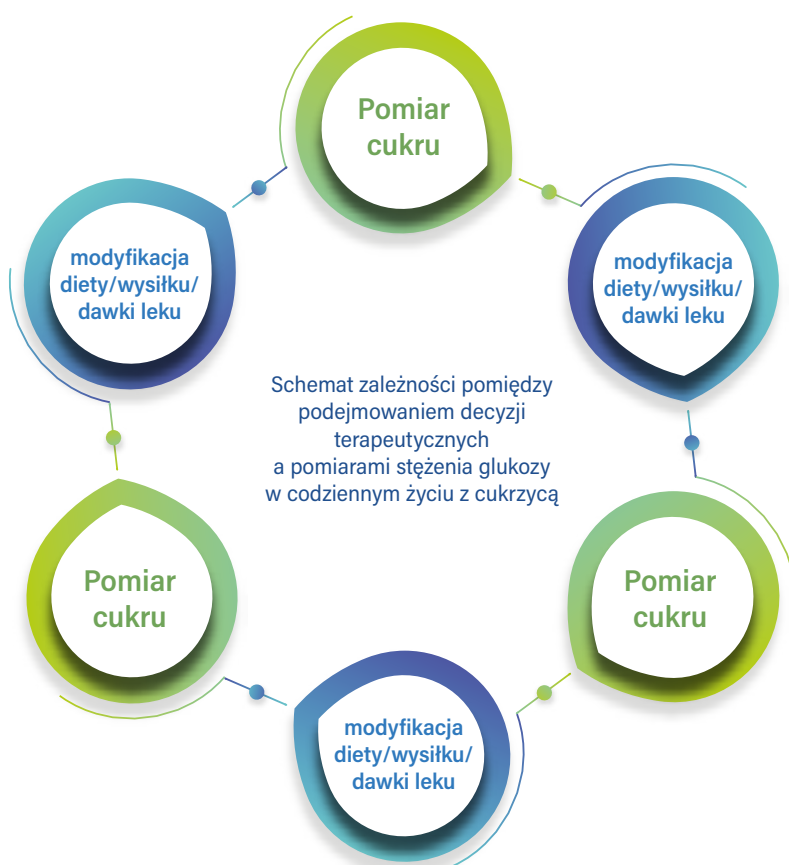 Pomiar
cukru
modyfikacja
diety/wysiłku/
dawki leku
modyfikacja
diety/wysiłku/
dawki leku
Schemat zależności pomiędzy
podejmowaniem decyzji
terapeutycznych
a pomiarami stężenia glukozy
w codziennym życiu z cukrzycą
Pomiar
cukru
Pomiar
cukru
modyfikacja
diety/wysiłku/
dawki leku